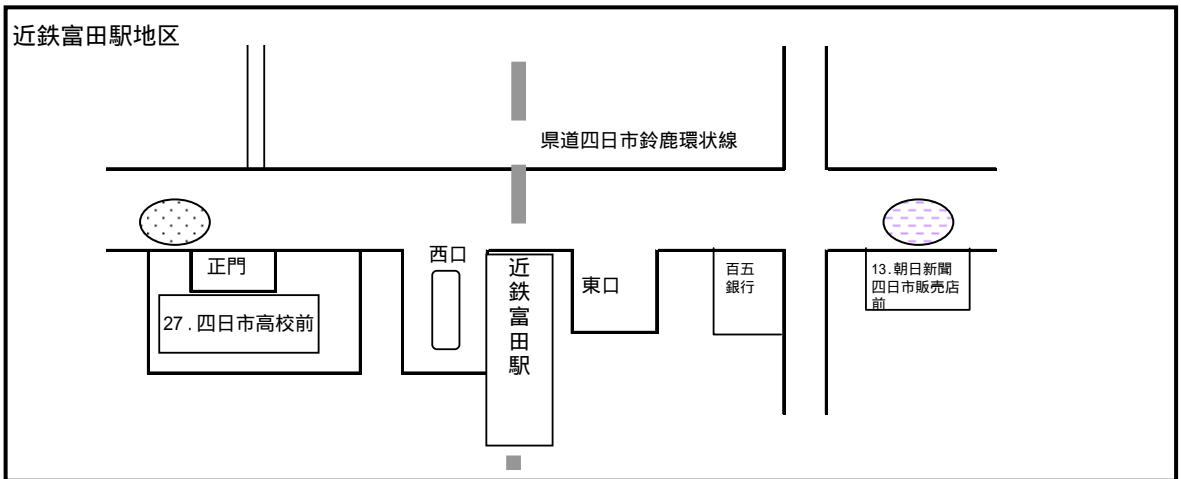 近鉄富田駅地区
県道四日市鈴鹿環状線
正門
27．四日市高校前
西口
近鉄富田駅
東口
百五
銀行
13.朝日新聞
四日市販売店
前